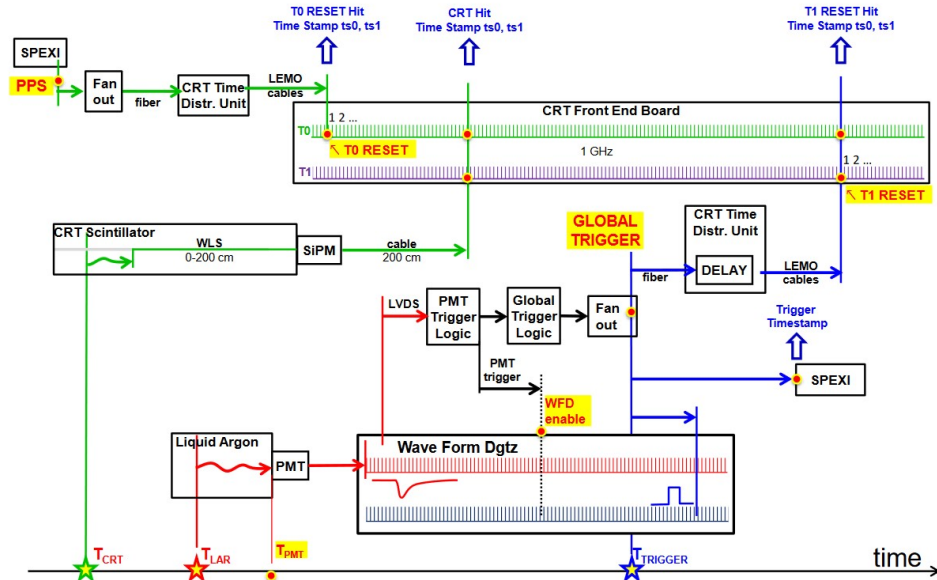 T0 RESET Hit
Time Stamp ts0, ts1
CRT Hit
Time Stamp ts0, ts1
T1 RESET Hit
Time Stamp ts0, ts1
SPEXI
PPS
Fan
out
fiber
CRT Time
Distr. Unit
LEMO
cables
CRT Front End Board
1 2 ...
T0
T0 RESET
1 GHz
1 2 ...
T1
T1 RESET
CRT Scintillator
WLS
0-200 cm
SiPM
cable
200 cm
GLOBAL
TRIGGER
CRT Time
Distr. Unit
fiber
DELAY
LEMO
cables
LVDS
PMT
Trigger
Logic
Global
Trigger
Logic
Fan
out
Trigger
Timestamp
PMT
trigger
SPEXI
WFD
enable
Liquid Argon
PMT
Wave Form Dgtz
TCRT
TLAR
TPMT
TTRIGGER
time